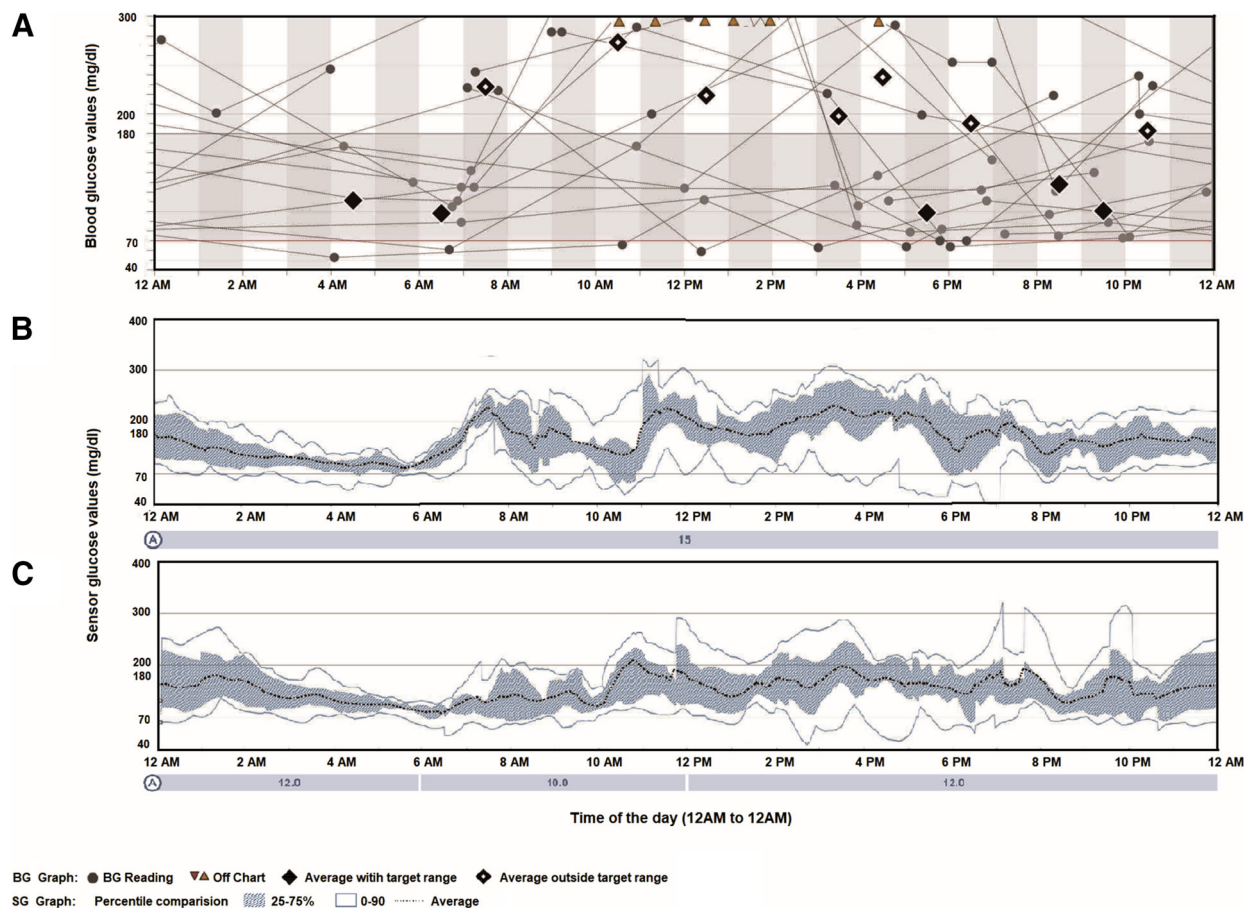 A
Blood glucose values (mg/dl)
300
200
180
70
40
12 AM 2 AM 4 AM 6 AM 8 AM 10 AM 12 PM 2 PM 4 PM 6 PM 8 PM 10 PM 12 AM
B
Sensor glucose values (mg/dl)
400
300
200
180
70
40
12 AM 2 AM 4 AM 6 AM 8 AM 10 AM 12 PM 2 PM 4 PM 6 PM 8 PM 10 PM 12 AM
A 15
C
400
300
200
180
70
40
12 AM 2 AM 4 AM 6 AM 8 AM 10 AM 12 PM 2 PM 4 PM 6 PM 8 PM 10 PM 12 AM
A 12.0 10.0 12.0
Time of the day (12AM to 12AM)
BG Graph: BG Reading Off Chart Average witih target range Average outside target range
SG Graph: Percentile comparision 25-75% 0-90 Average